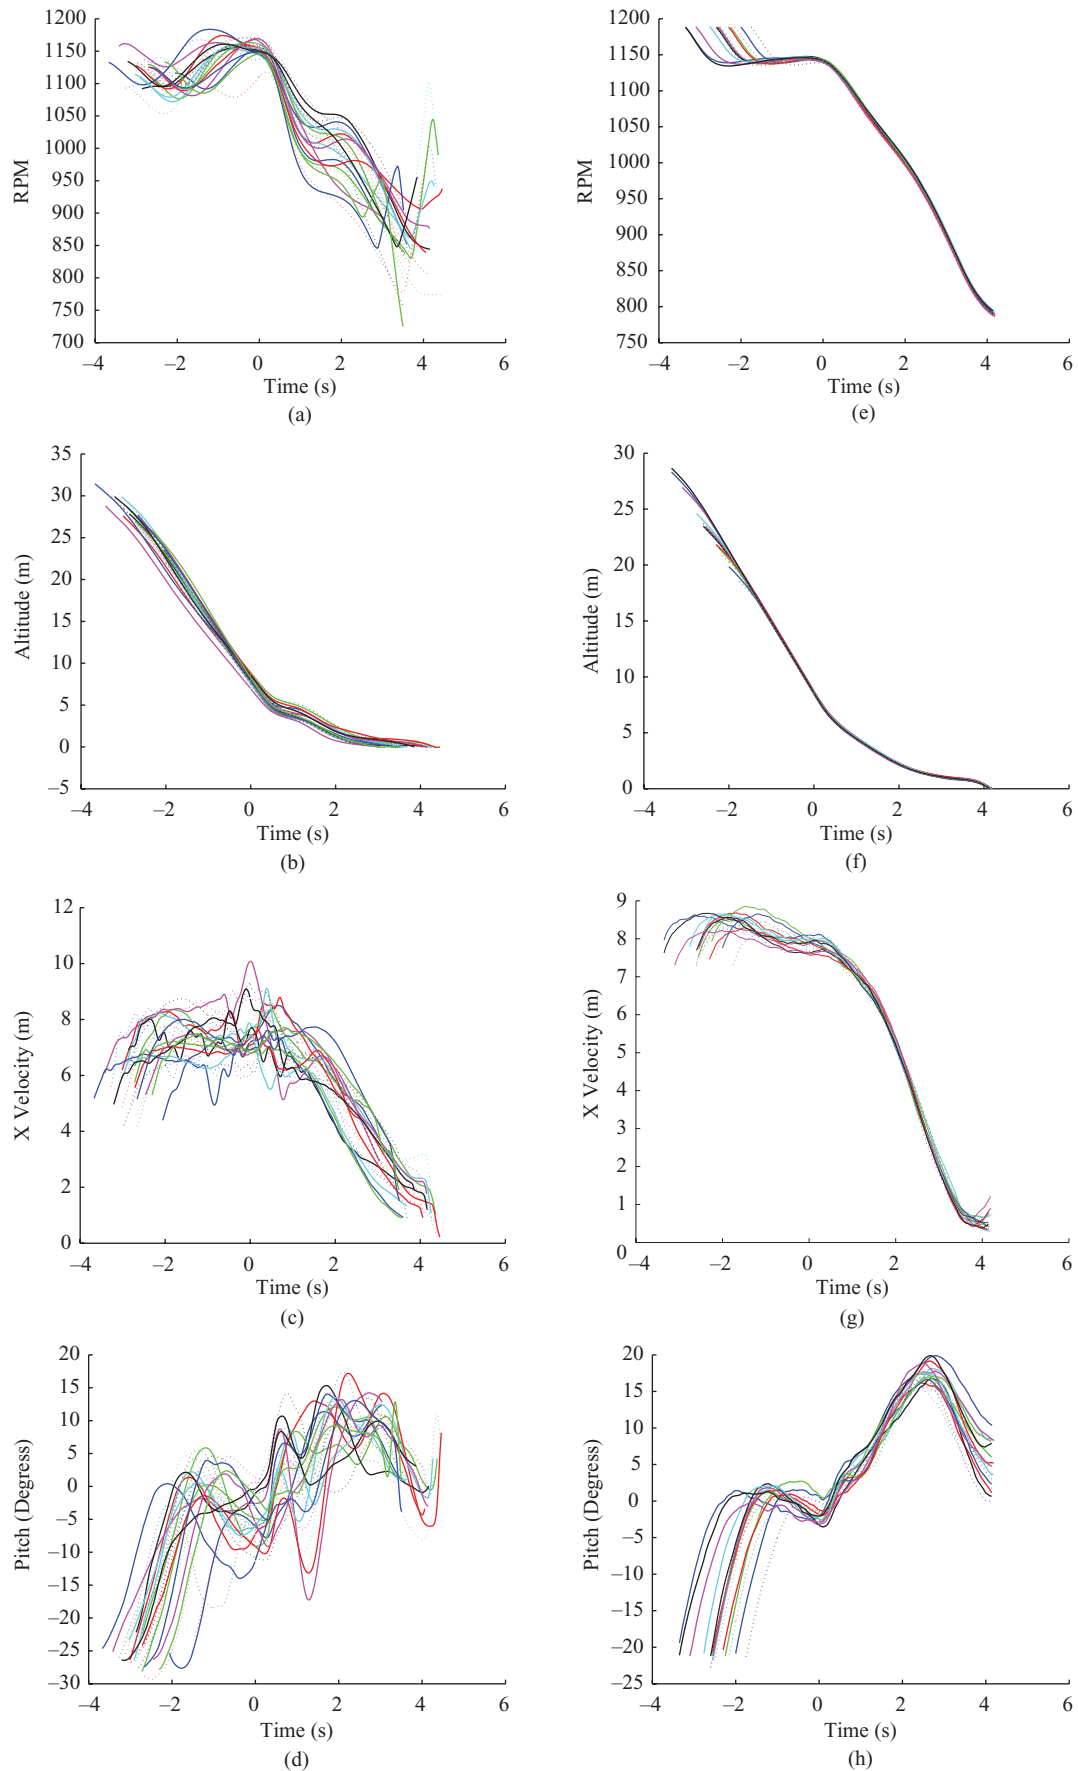 1200
1150
1100
1050
1000
950
900
850
800
750
700
RPM
–4 –2 0 2 4 6
Time (s)
(a)
1200
1150
1100
1050
1000
950
900
850
800
750
RPM
–4 –2 0 2 4 6
Time (s)
(e)
35
30
25
20
15
10
5
0
–5
Altitude (m)
–4 –2 0 2 4 6
Time (s)
(b)
30
25
20
15
10
5
0
Altitude (m)
–4 –2 0 2 4 6
Time (s)
(f)
12
10
8
6
4
2
0
X Velocity (m)
–4 –2 0 2 4 6
Time (s)
(c)
9
8
7
6
5
4
3
2
1
0
X Velocity (m)
–4 –2 0 2 4 6
Time (s)
(g)
20
15
10
5
0
–5
–10
–15
–20
–25
–30
Pitch (Degress)
–4 –2 0 2 4 6
Time (s)
(d)
20
15
10
5
0
–5
–10
–15
–20
–25
Pitch (Degress)
–4 –2 0 2 4 6
Time (s)
(h)